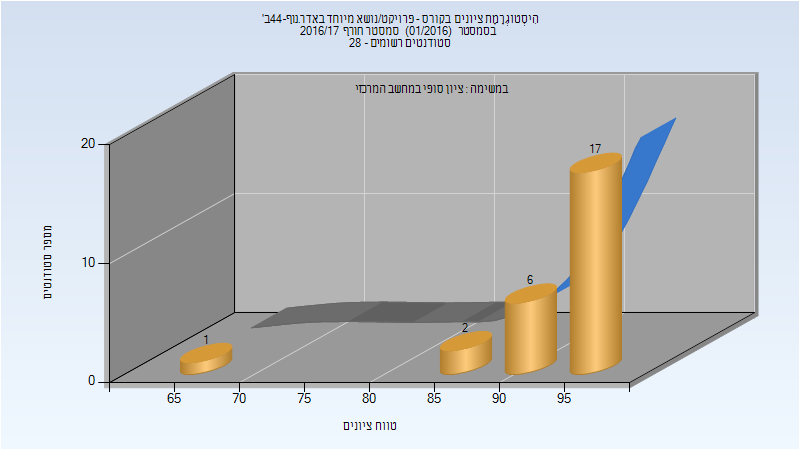 היסטוגרמת ציונים בקורס - פרויקט/נושא מיוחד באדר.נוף-44ב'
בסמסטר (01/2016) סמסטר חורף 2016/17
סטודנטים רשומים - 28
במשימה : ציון סופי במחשב המרכזי
מספר סטודנטים
20
10
0
1
2
6
17
65 70 75 80 85 90 95
טווח ציונים